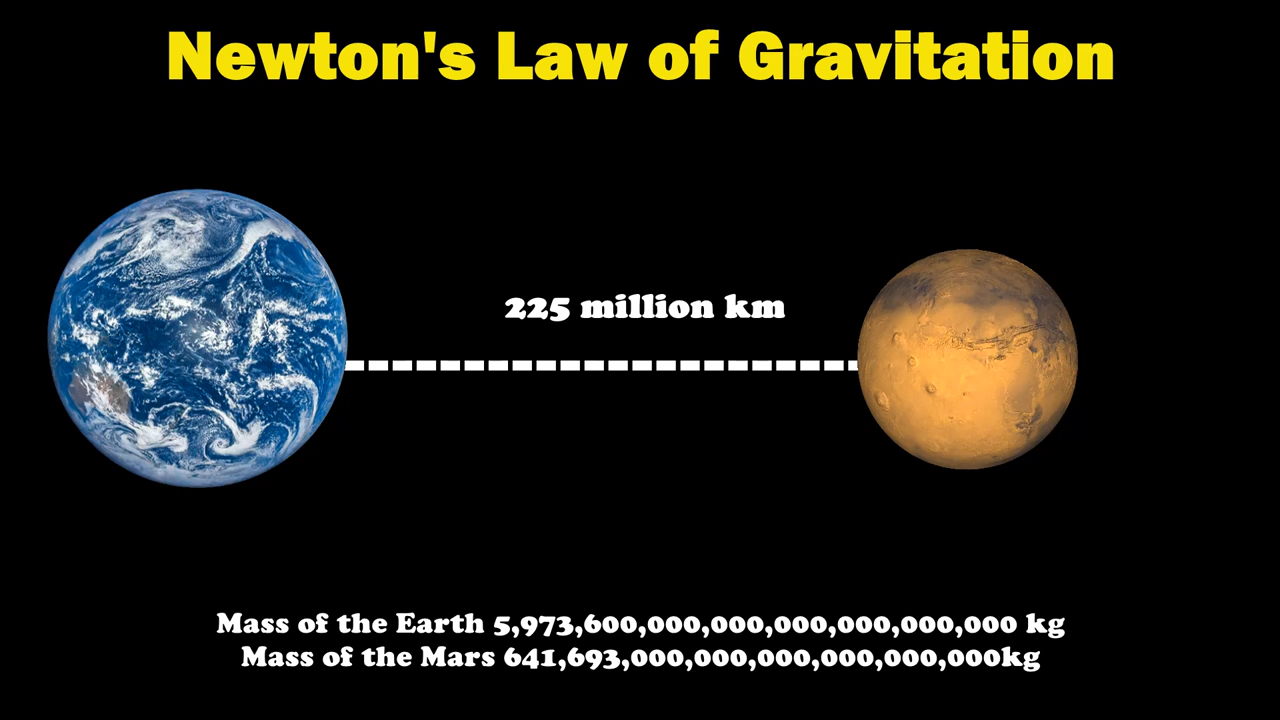 Newton's Law of Gravitation
225 million km
Mass of the Earth 5,973,600,000,000,000,000,000,000 kg
Mass of the Mars 641,693,000,000,000,000,000,000kg